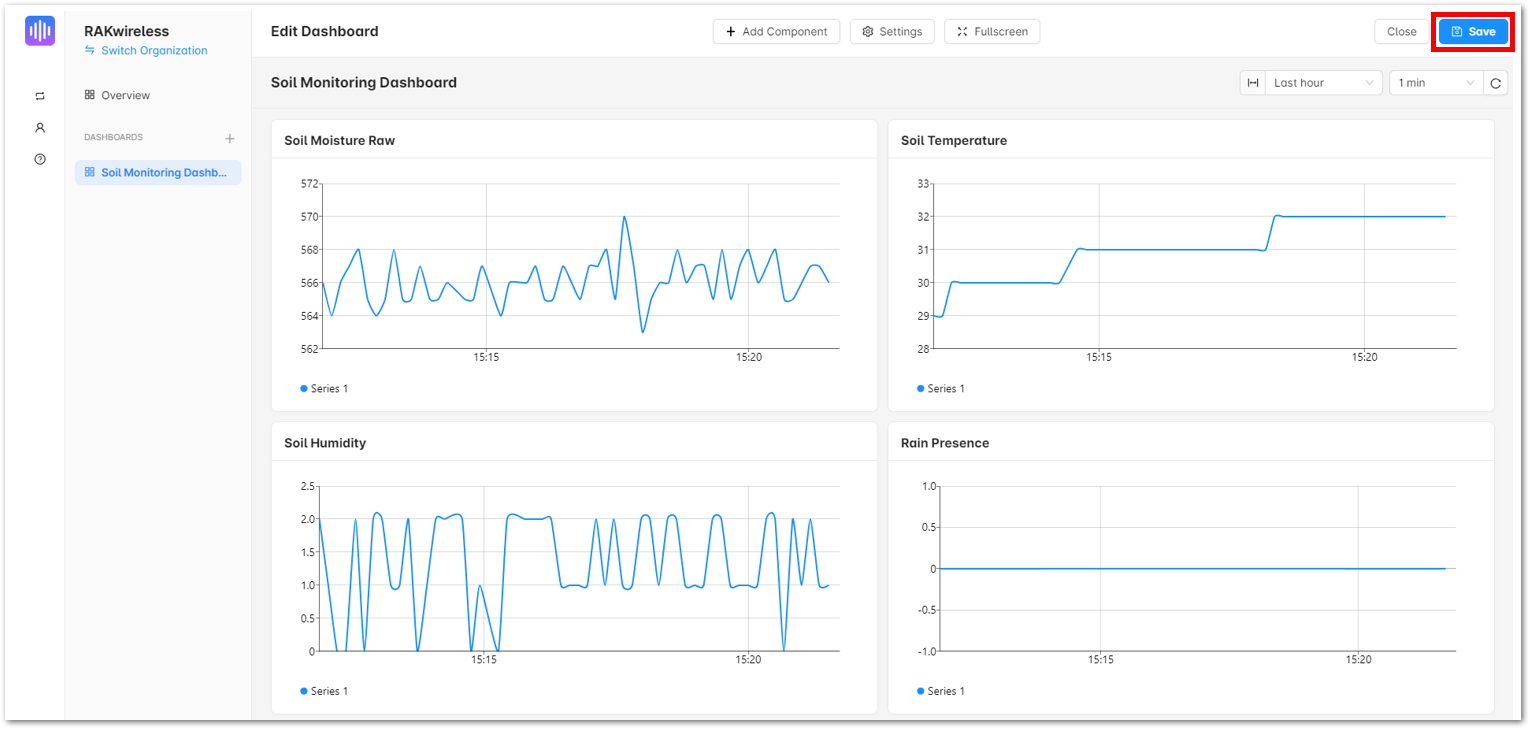 RAKwireless
Switch Organization
Overview
DASHBOARDS
Soil Monitoring Dashb...
Edit Dashboard
Add Component
Settings
Fullscreen
Close
Save
Soil Monitoring Dashboard
Last hour
1 min
Soil Moisture Raw
572
570
568
566
564
562
15:15
15:20
Series 1
Soil Temperature
33
32
31
30
29
28
15:15
15:20
Series 1
Soil Humidity
2.5
2.0
1.5
1.0
0.5
0
15:15
15:20
Series 1
Rain Presence
1.0
0.5
0
-0.5
-1.0
15:15
15:20
Series 1